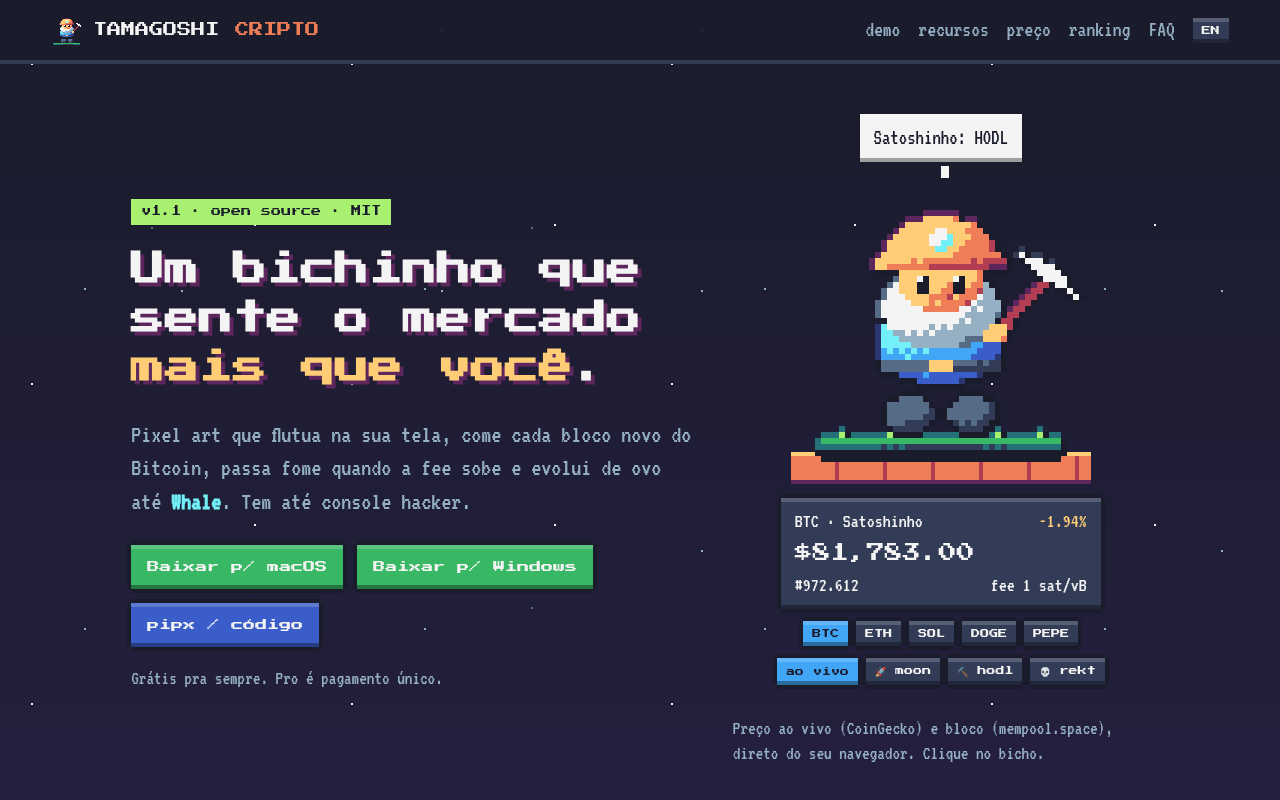 TAMAGOSHI CRIPTO
demo recursos preço ranking FAQ EN
Satoshinho: HODL
v1.1 · open source · MIT
Um bichinho que
sente o mercado
mais que você.
Pixel art que flutua na sua tela, come cada bloco novo do
Bitcoin, passa fome quando a fee sobe e evolui de ovo
até Whale. Tem até console hacker.
Baixar p/ macOS Baixar p/ Windows
pipx / código
Grátis pra sempre. Pro é pagamento único.
BTC · Satoshinho -1.94%
$81,783.00
#972.612 fee 1 sat/vB
BTC ETH SOL DOGE PEPE
ao vivo 🚀 moon ⛏ hodl 💀 rekt
Preço ao vivo (CoinGecko) e bloco (mempool.space),
direto do seu navegador. Clique no bicho.